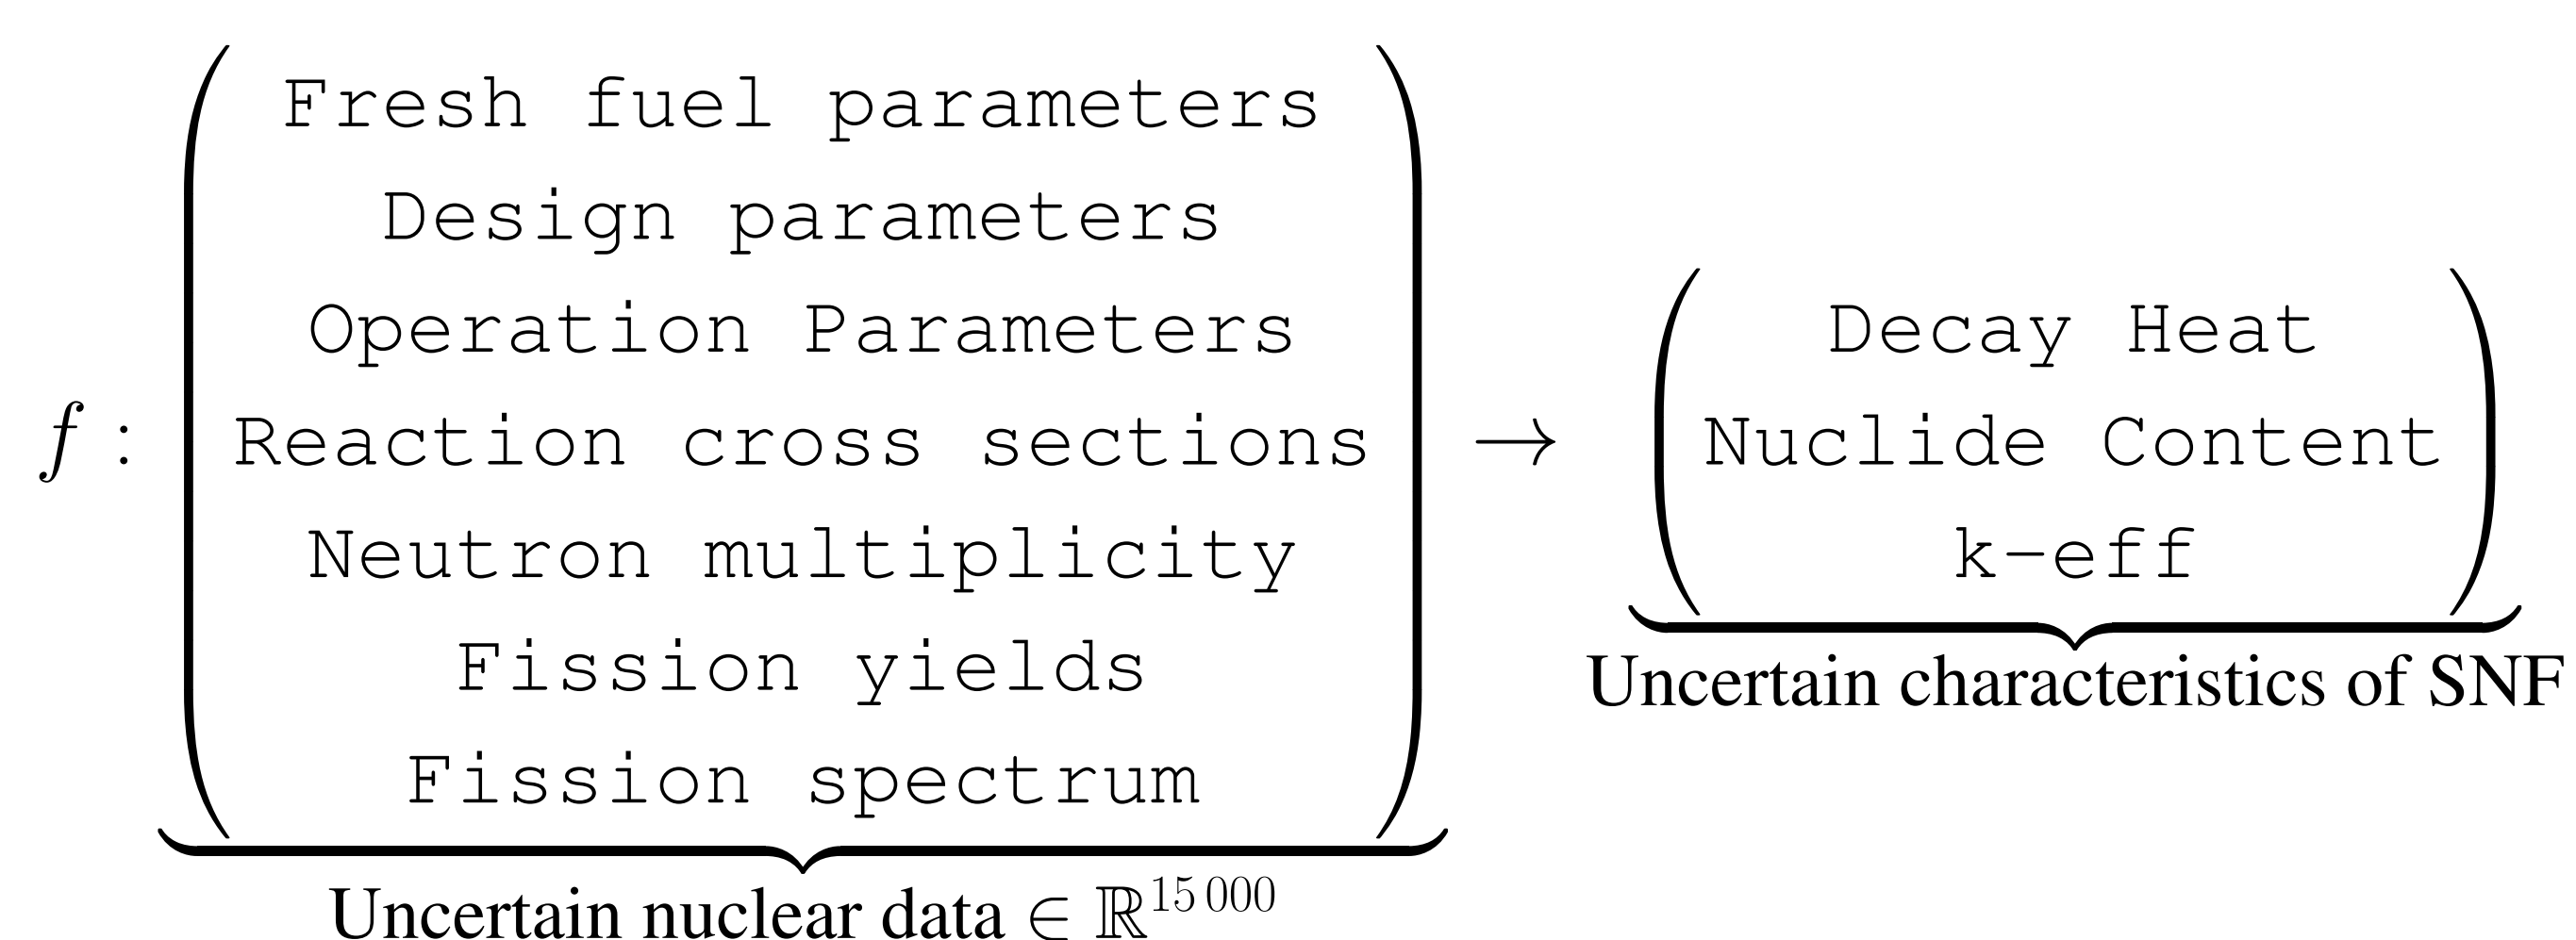 f :
Fresh fuel parameters
Design parameters
Operation Parameters
Reaction cross sections
Neutron multiplicity
Fission yields
Fission spectrum
Uncertain nuclear data ∈ ℝ^{15 000}
→
Decay Heat
Nuclide Content
k-eff
Uncertain characteristics of SNF